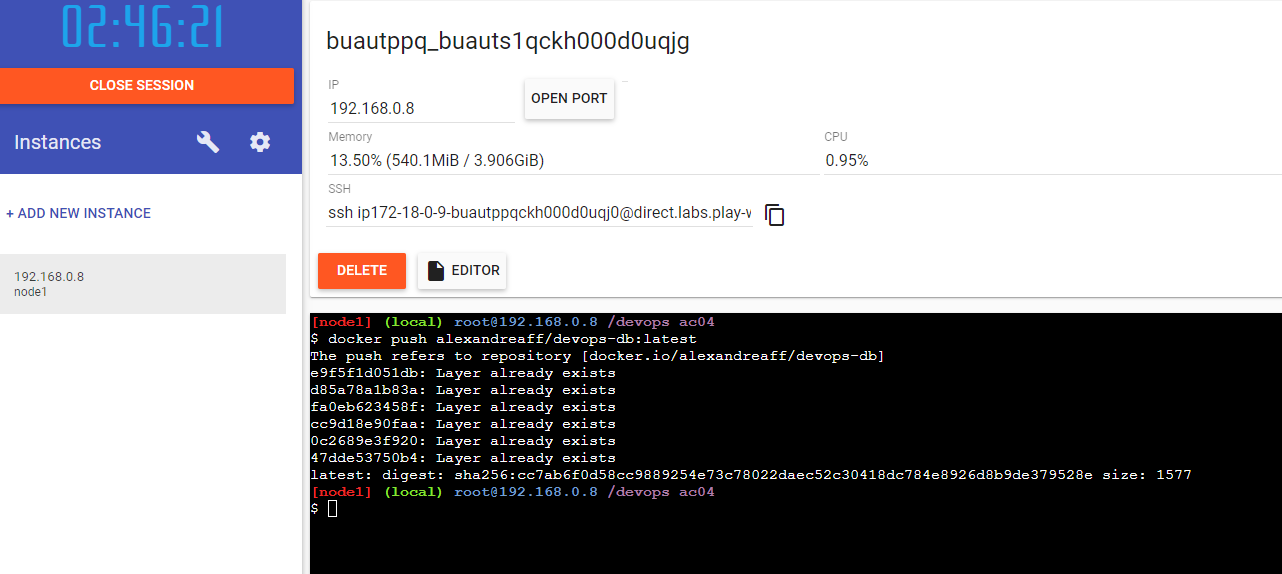 02:46:21
CLOSE SESSION
Instances
+ ADD NEW INSTANCE
192.168.0.8
node1
buautppq_buauts1qckh000d0uqjg
IP
192.168.0.8
OPEN PORT
Memory
13.50% (540.1MiB / 3.906GiB)
CPU
0.95%
SSH
ssh ip172-18-0-9-buautppqckh000d0uqj0@direct.labs.play-w
DELETE
EDITOR
[node1] (local) root@192.168.0.8 /devops ac04
$ docker push alexandreaff/devops-db:latest
The push refers to repository [docker.io/alexandreaff/devops-db]
e9f5f1d051db: Layer already exists
d85a78a1b83a: Layer already exists
fa0eb623458f: Layer already exists
cc9d18e90faa: Layer already exists
0c2689e3f920: Layer already exists
47dde53750b4: Layer already exists
latest: digest: sha256:cc7ab6f0d58cc9889254e73c78022daec52c30418dc784e8926d8b9de379528e size: 1577
[node1] (local) root@192.168.0.8 /devops ac04
$